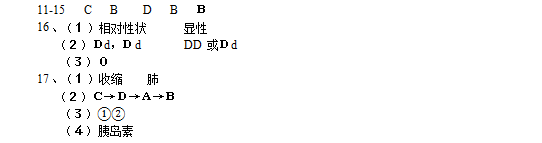 11-15 C B D B B
16、（1）相对性状 显性
（2）Dd，Dd DD 或Dd
（3）0
17、（1）收缩 肺
（2）C→D→A→B
（3）①②
（4）胰岛素